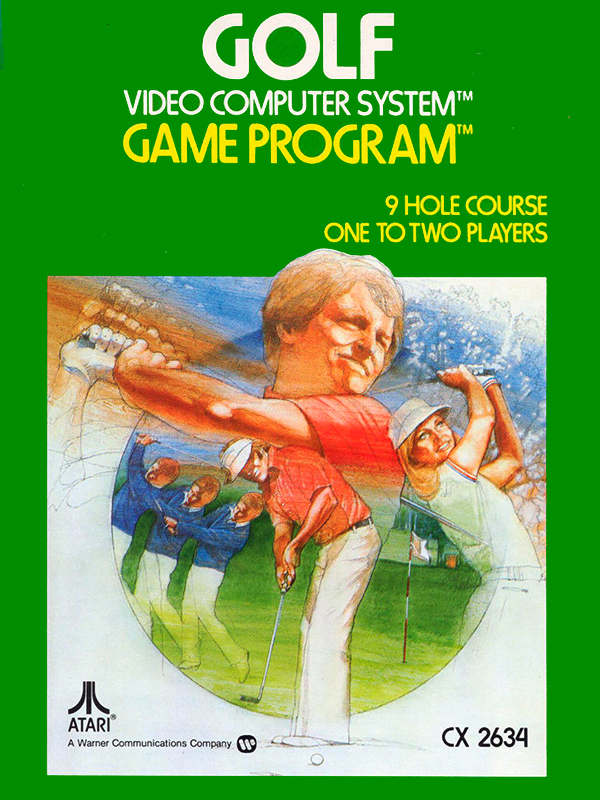 GOLF
VIDEO COMPUTER SYSTEM™
GAME PROGRAM™
9 HOLE COURSE
ONE TO TWO PLAYERS
ATARI®
A Warner Communications Company
CX 2634